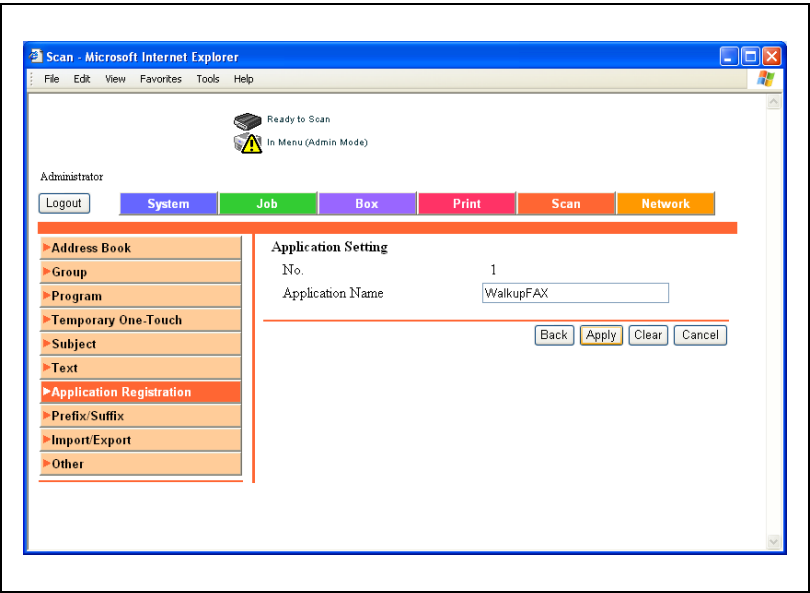 Scan - Microsoft Internet Explorer
File Edit View Favorites Tools Help
Ready to Scan
In Menu (Admin Mode)
Administrator
Logout System Job Box Print Scan Network
Address Book
Group
Program
Temporary One-Touch
Subject
Text
Application Registration
Prefix/Suffix
Import/Export
Other
Application Setting
No. 1
Application Name WalkupFAX
Back Apply Clear Cancel